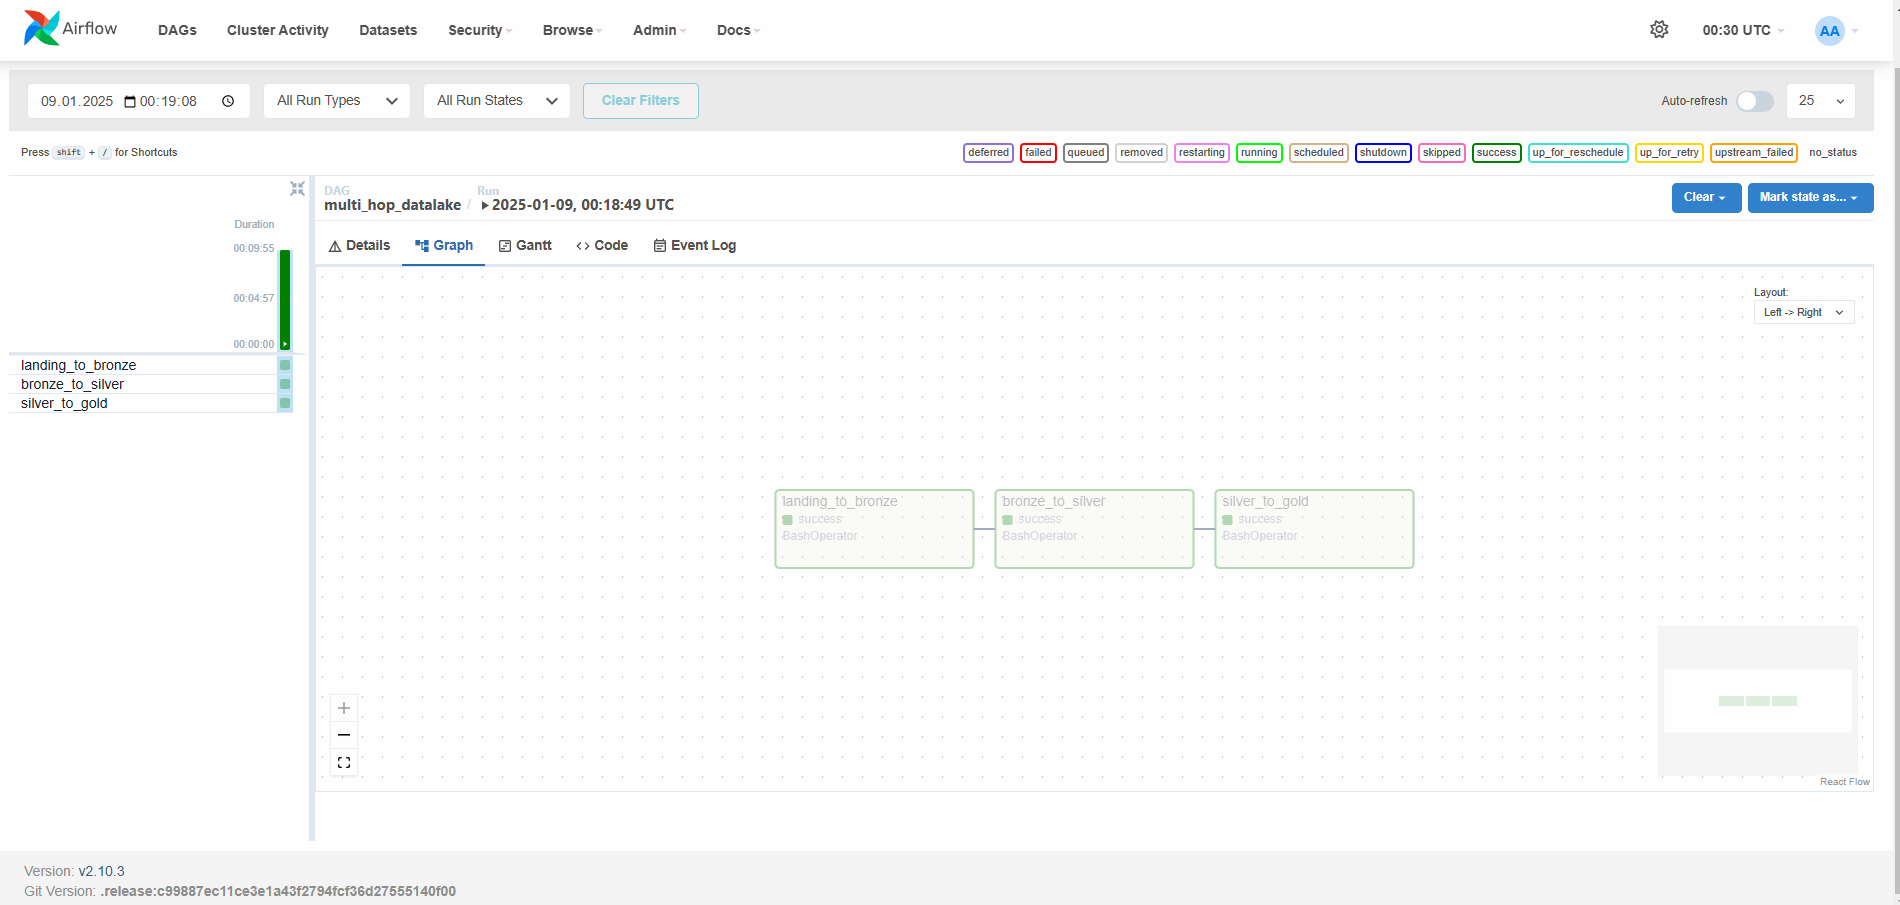 Airflow
DAGs
Cluster Activity
Datasets
Security
Browse
Admin
Docs
00:30 UTC
AA
09.01.2025 00:19:08
All Run Types
All Run States
Clear Filters
Auto-refresh
25
Press shift + / for Shortcuts
deferred
failed
queued
removed
restarting
running
scheduled
shutdown
skipped
success
up_for_reschedule
up_for_retry
upstream_failed
no_status
Duration
00:09:55
00:04:57
00:00:00
landing_to_bronze
bronze_to_silver
silver_to_gold
DAG
multi_hop_datalake /
Run
2025-01-09, 00:18:49 UTC
Clear
Mark state as...
Details
Graph
Gantt
Code
Event Log
Layout:
Left -> Right
landing_to_bronze
success
BashOperator
bronze_to_silver
success
BashOperator
silver_to_gold
success
BashOperator
React Flow
Version: v2.10.3
Git Version: .release:c99887ec11ce3e1a43f2794fcf36d27555140f00